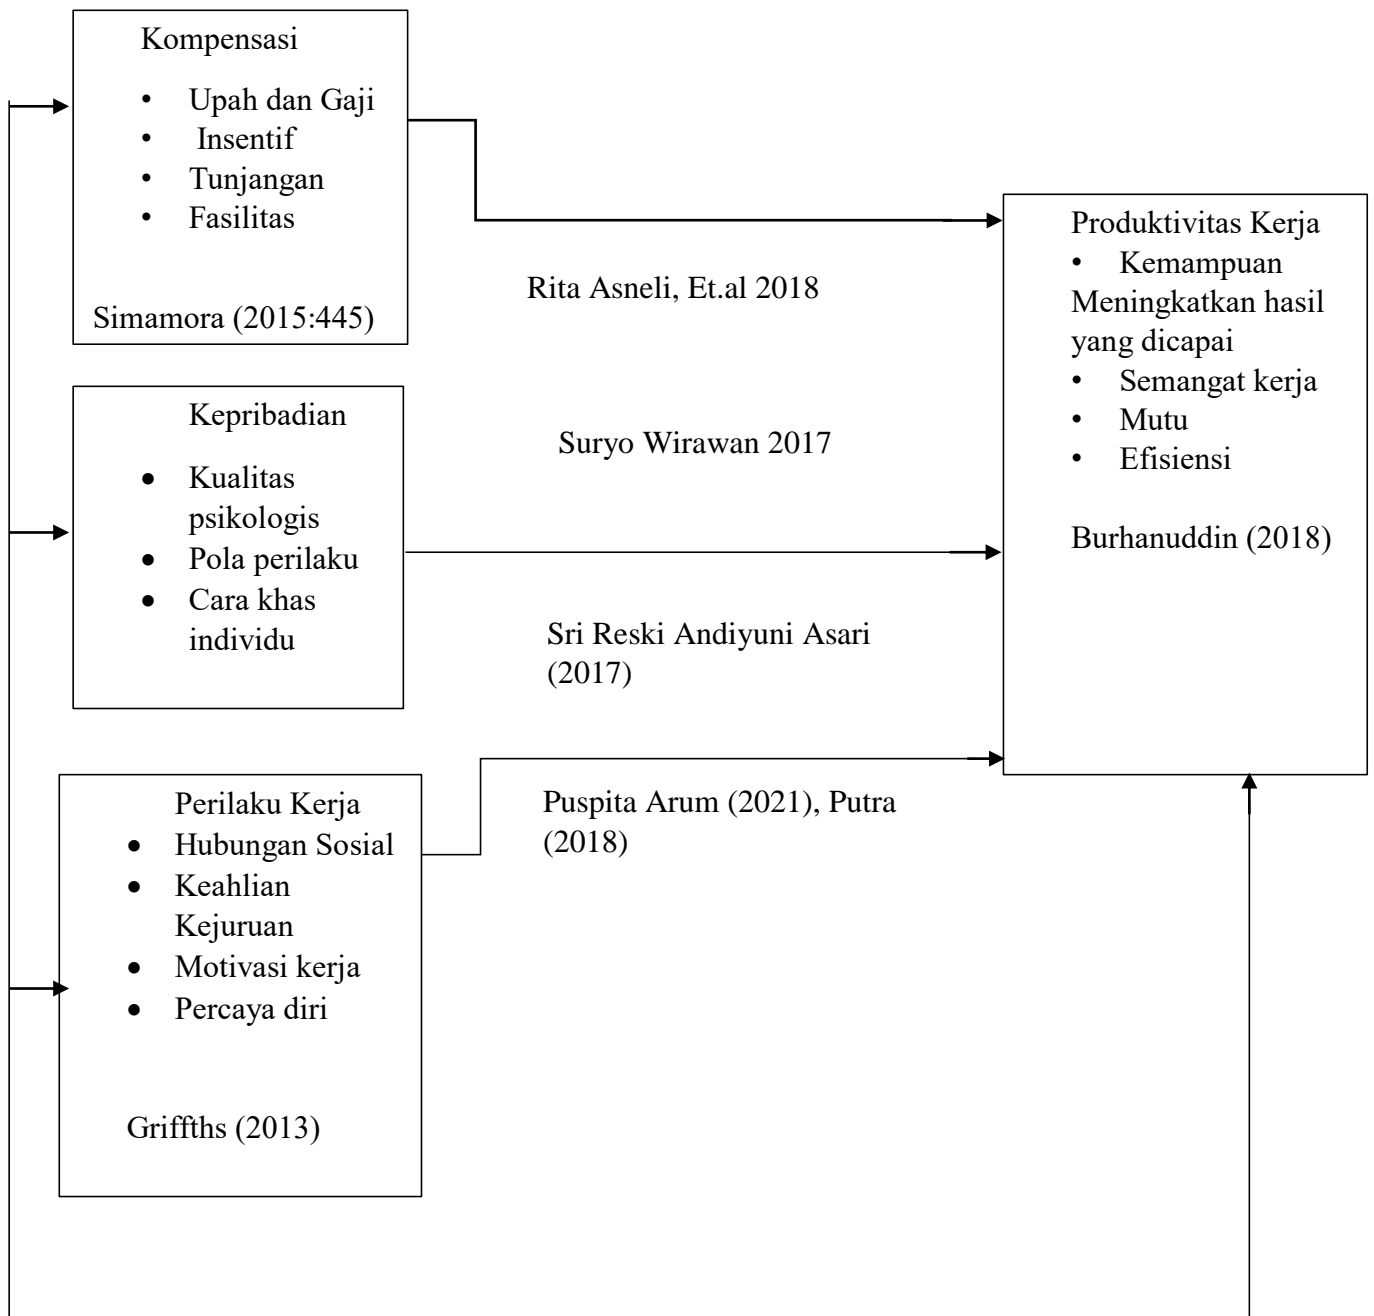 Kompensasi
• Upah dan Gaji
• Insentif
• Tunjangan
• Fasilitas
Simamora (2015:445)
Rita Asneli, Et.al 2018
Kepribadian
• Kualitas
psikologis
• Pola perilaku
• Cara khas
individu
Suryo Wirawan 2017
Sri Reski Andiyuni Asari
(2017)
Perilaku Kerja
• Hubungan Sosial
• Keahlian
Kejuruan
• Motivasi kerja
• Percaya diri
Griffths (2013)
Puspita Arum (2021), Putra
(2018)
Produktivitas Kerja
• Kemampuan
Meningkatkan hasil
yang dicapai
• Semangat kerja
• Mutu
• Efisiensi
Burhanuddin (2018)